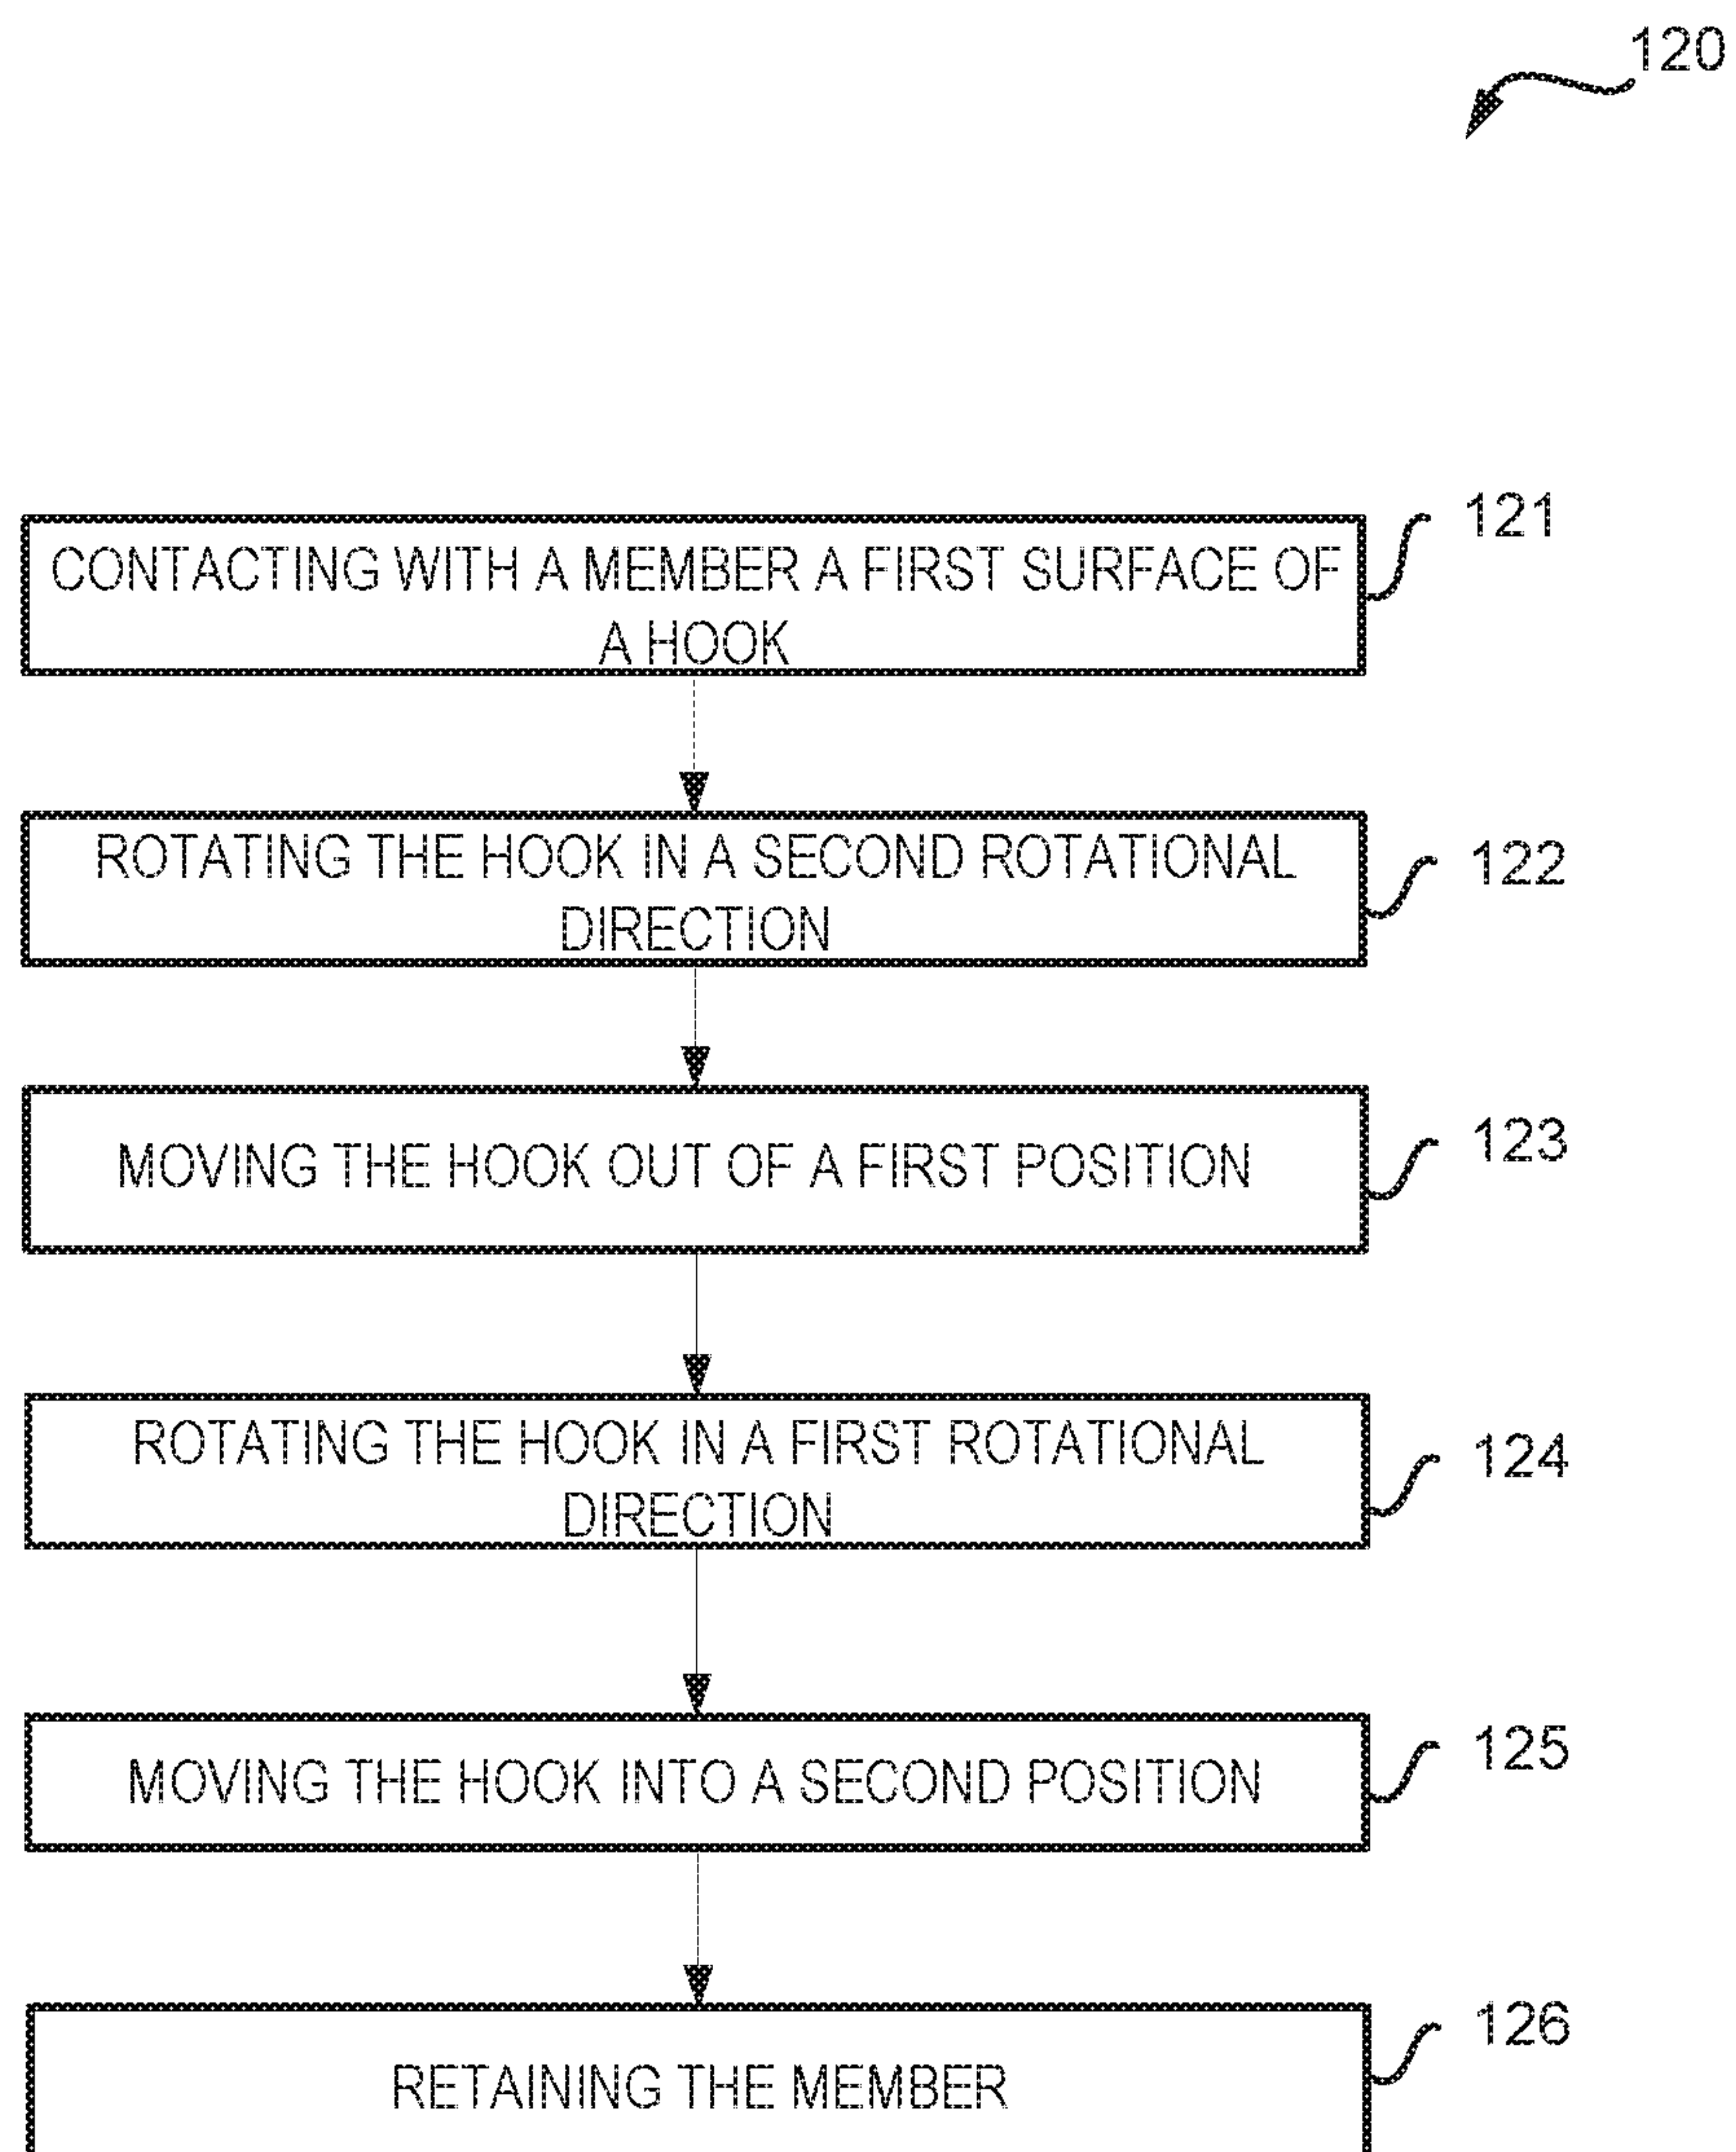 120
CONTACTING WITH A MEMBER A FIRST SURFACE OF
A HOOK
121
ROTATING THE HOOK IN A SECOND ROTATIONAL
DIRECTION
122
MOVING THE HOOK OUT OF A FIRST POSITION
123
ROTATING THE HOOK IN A FIRST ROTATIONAL
DIRECTION
124
MOVING THE HOOK INTO A SECOND POSITION
125
RETAINING THE MEMBER
126